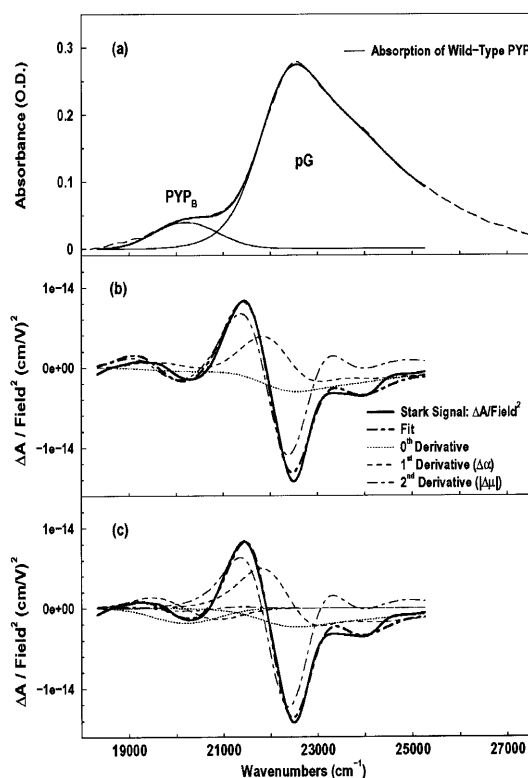 0.3
0.2
0.1
0
Absorbance (O.D.)
(a)
Absorption of Wild-Type PYP
pG
PYP_B
(b)
1e-14
0e+00
-1e-14
ΔA / Field² (cm/V)²
Stark Signal: ΔA/Field²
Fit
0th Derivative
1st Derivative (Δα)
2nd Derivative (|Δμ|)
(c)
1e-14
0e+00
-1e-14
ΔA / Field² (cm/V)²
19000 21000 23000 25000 27000
Wavenumbers (cm⁻¹)